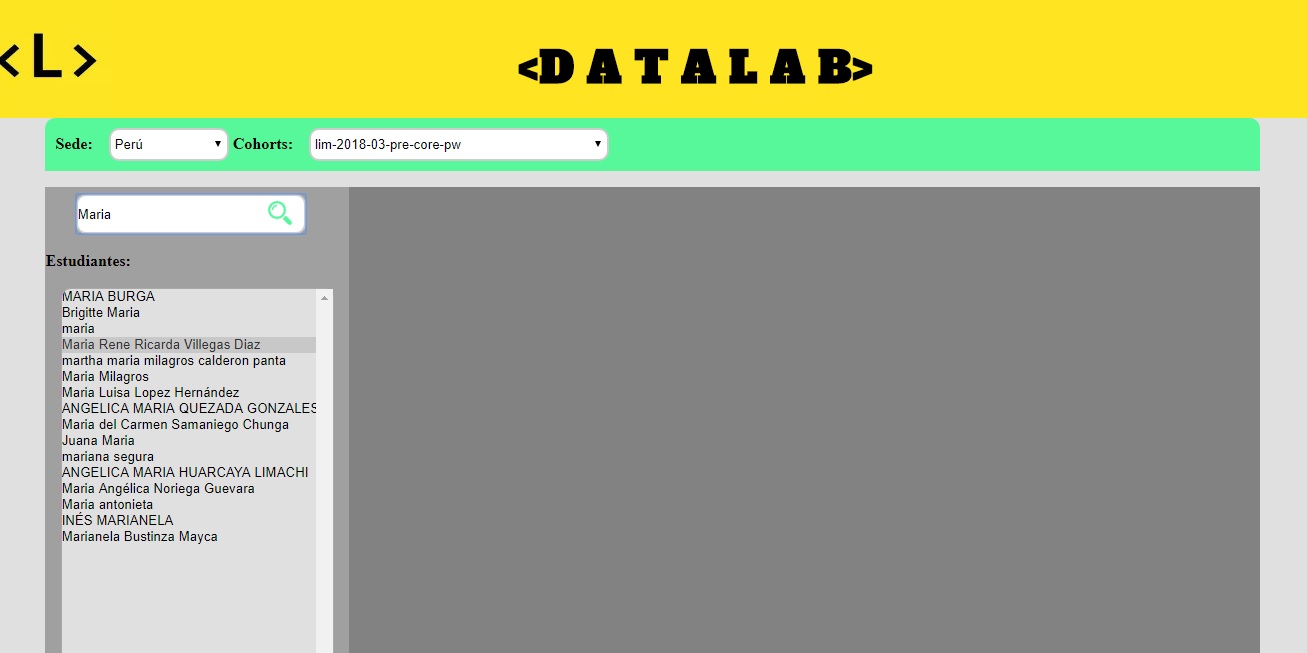 <L>
<DATALAB>
Sede: Perú Cohorts: lim-2018-03-pre-core-pw
Maria
Estudiantes:
MARIA BURGA
Brigitte Maria
maria
Maria Rene Ricarda Villegas Diaz
martha maria milagros calderon panta
Maria Milagros
Maria Luisa Lopez Hernández
ANGELICA MARIA QUEZADA GONZALES
Maria del Carmen Samaniego Chunga
Juana Maria
mariana segura
ANGELICA MARIA HUARCAYA LIMACHI
Maria Angélica Noriega Guevara
Maria antonieta
INÉS MARIANELA
Marianela Bustinza Mayca